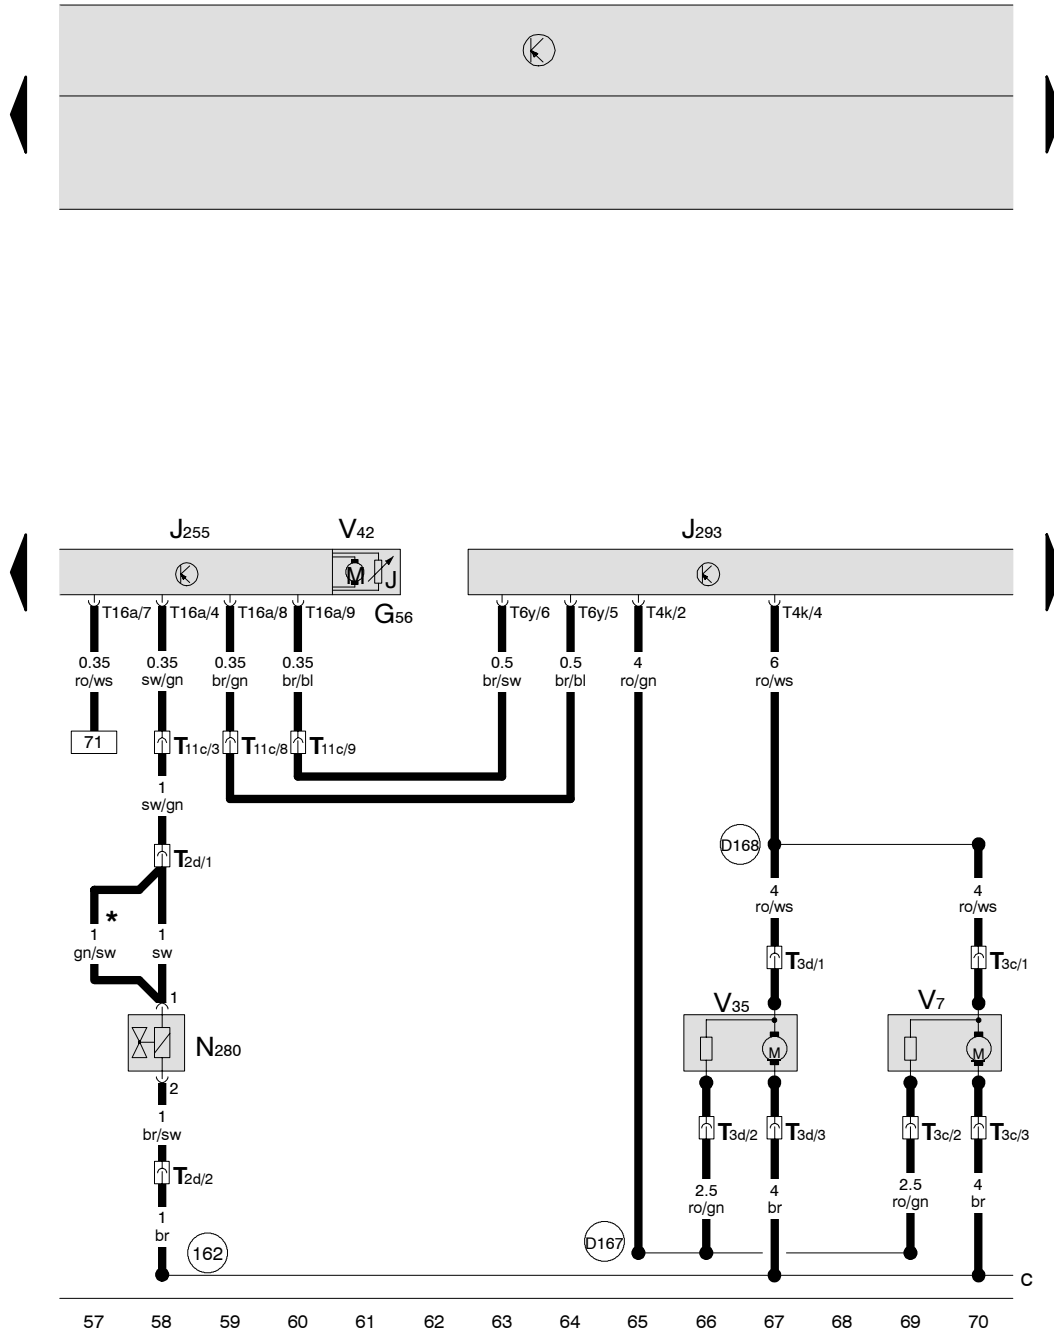 J255 V42 J293
M J
G56
T16a/7 T16a/4 T16a/8 T16a/9 T6y/6 T6y/5 T4k/2 T4k/4
0.35 0.35 0.35 0.35 0.5 0.5 4 6
ro/ws sw/gn br/gn br/bl br/sw br/bl ro/gn ro/ws
71 T11c/3 T11c/8 T11c/9
1
sw/gn
D168
T2d/1
4 4
ro/ws ro/ws
*
1 1
gn/sw sw
T3d/1 T3c/1
1
V35 V7
N280 M M
2
1
br/sw
T3d/2 T3d/3 T3c/2 T3c/3
T2d/2
2.5 4 2.5 4
ro/gn br ro/gn br
1
br
162 D167
C
57 58 59 60 61 62 63 64 65 66 67 68 69 70